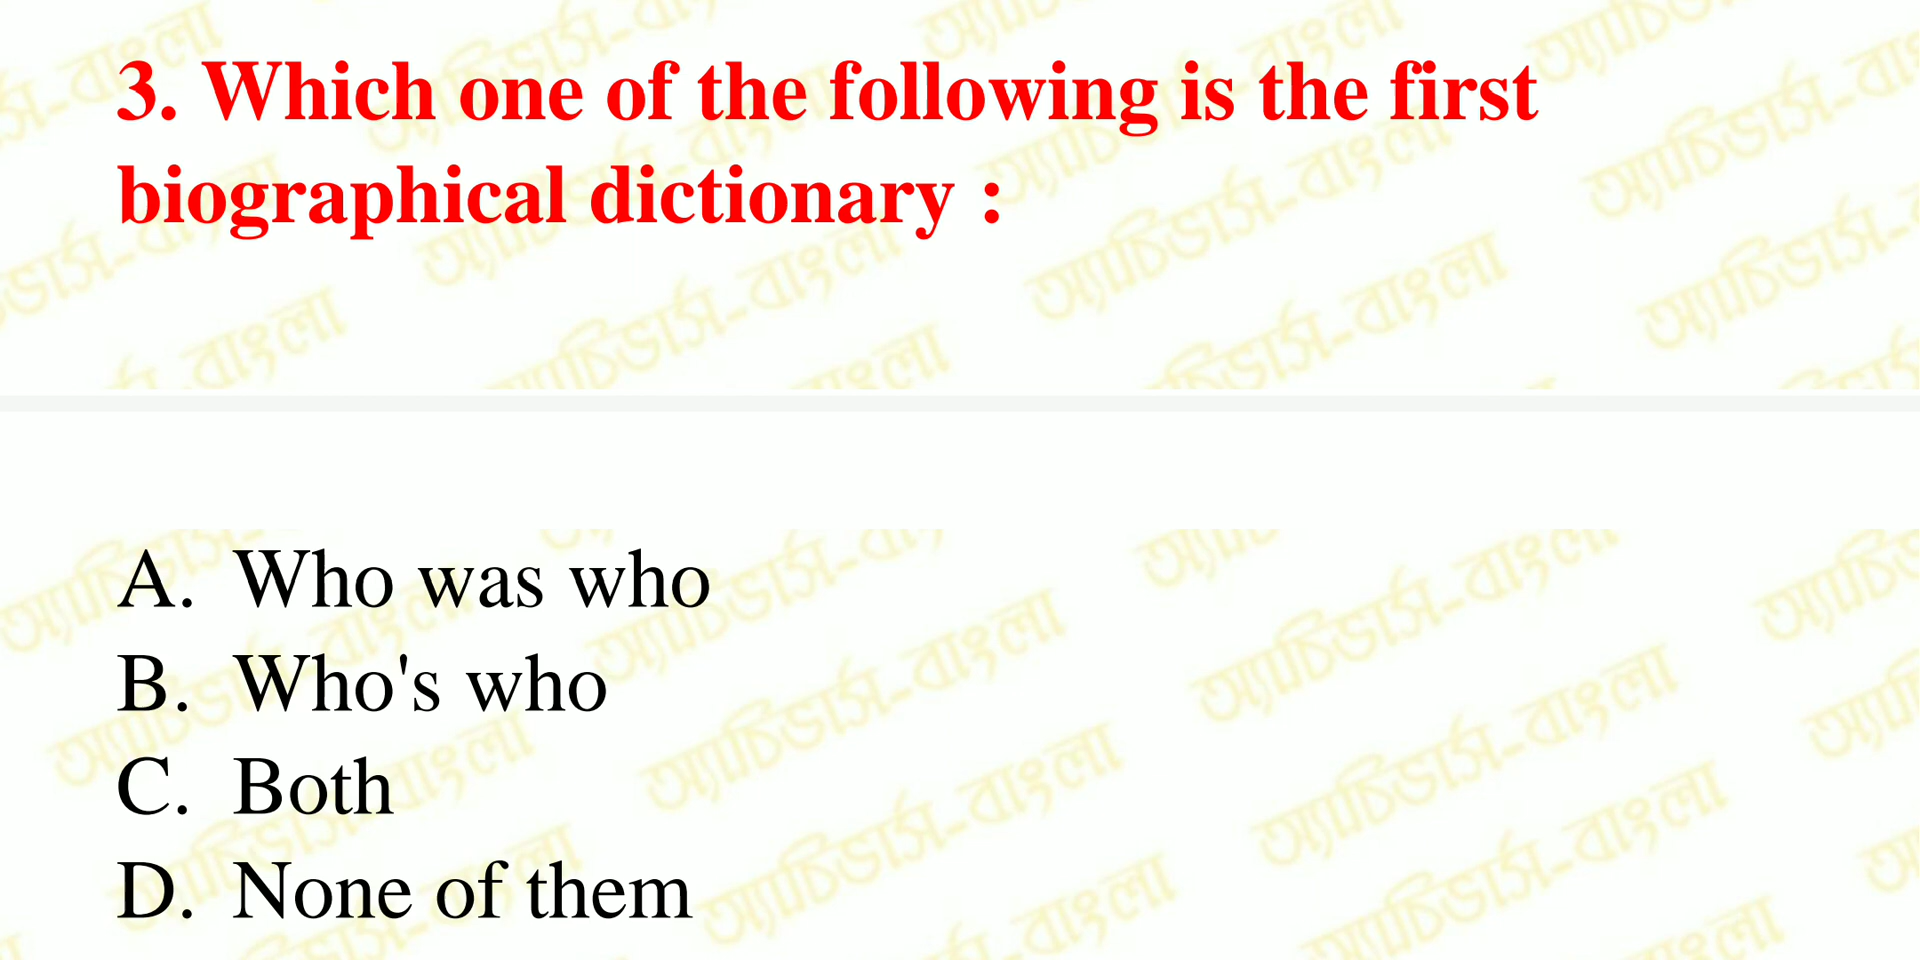 3. Which one of the following is the first
biographical dictionary :
A. Who was who
B. Who's who
C. Both
D. None of them
অ্যাচিভার্স-বাংলা